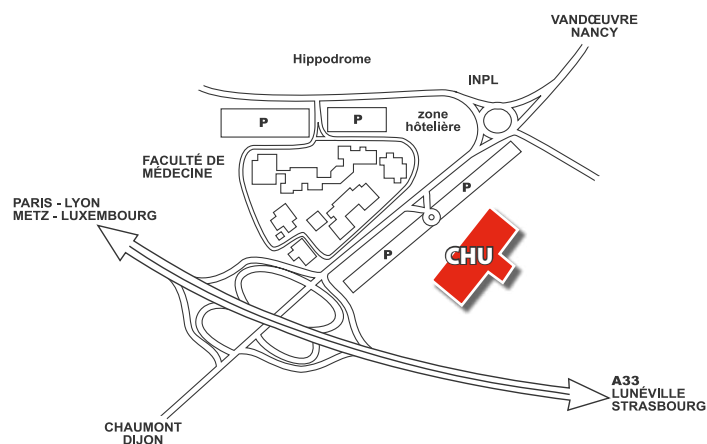 VANDŒUVRE
NANCY
Hippodrome
INPL
P
P
zone
hôtelière
FACULTÉ DE
MÉDECINE
P
PARIS - LYON
METZ - LUXEMBOURG
CHU
P
A33
LUNÉVILLE
STRASBOURG
CHAUMONT
DIJON